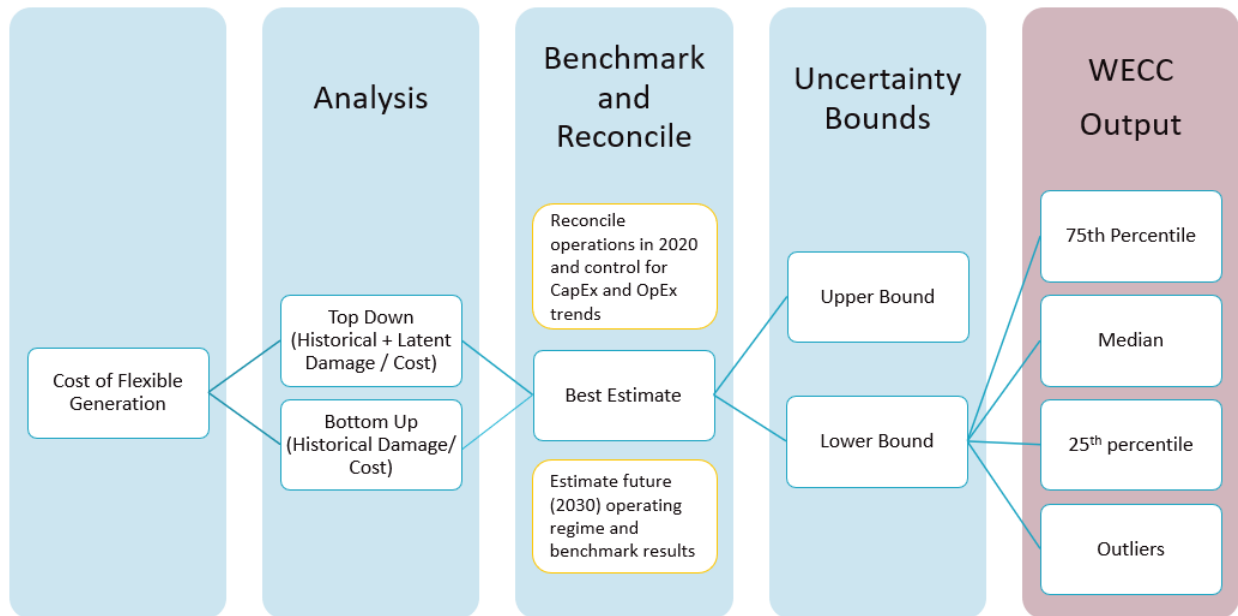 Cost of Flexible
Generation
Analysis
Top Down
(Historical + Latent
Damage / Cost)
Bottom Up
(Historical Damage/
Cost)
Benchmark
and
Reconcile
Reconcile
operations in 2020
and control for
CapEx and OpEx
trends
Best Estimate
Estimate future
(2030) operating
regime and
benchmark results
Uncertainty
Bounds
Upper Bound
Lower Bound
WECC
Output
75th Percentile
Median
25th percentile
Outliers